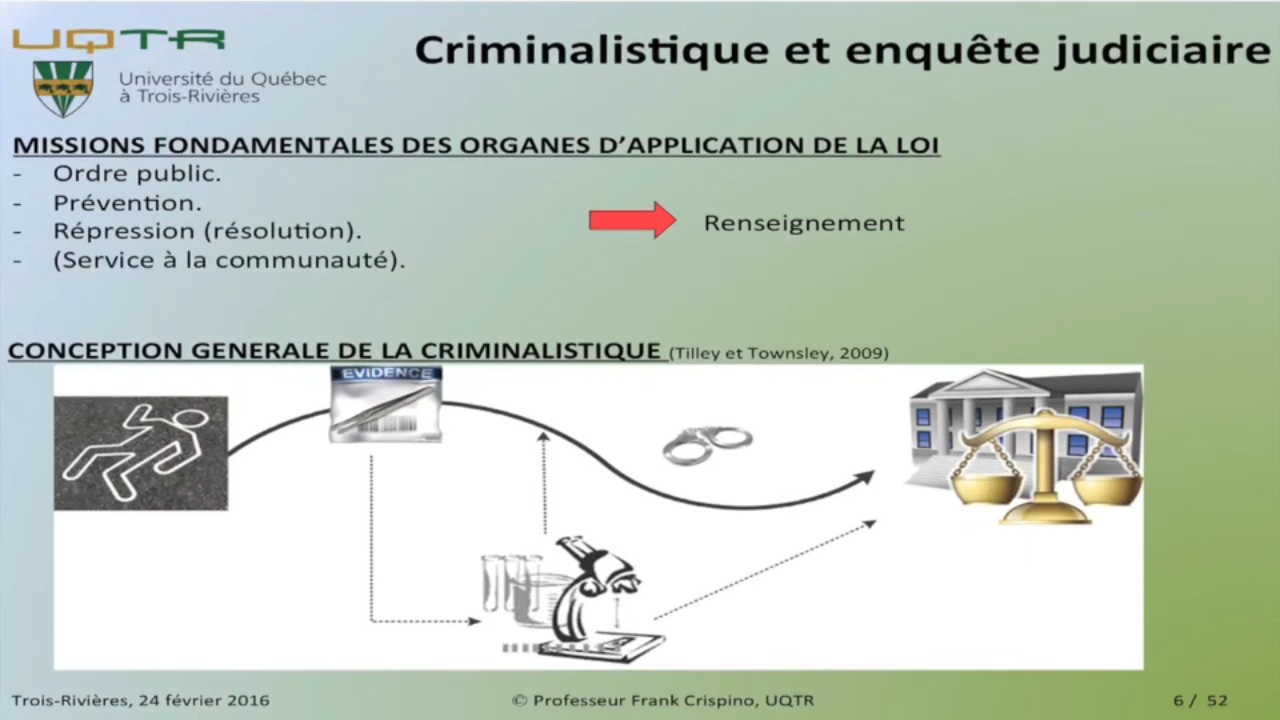 UQTR
Université du Québec
à Trois-Rivières
Criminalistique et enquête judiciaire
MISSIONS FONDAMENTALES DES ORGANES D’APPLICATION DE LA LOI
- Ordre public.
- Prévention.
- Répression (résolution).
- (Service à la communauté).
Renseignement
CONCEPTION GENERALE DE LA CRIMINALISTIQUE (Tilley et Townsley, 2009)
EVIDENCE
Trois-Rivières, 24 février 2016
© Professeur Frank Crispino, UQTR
6 / 52